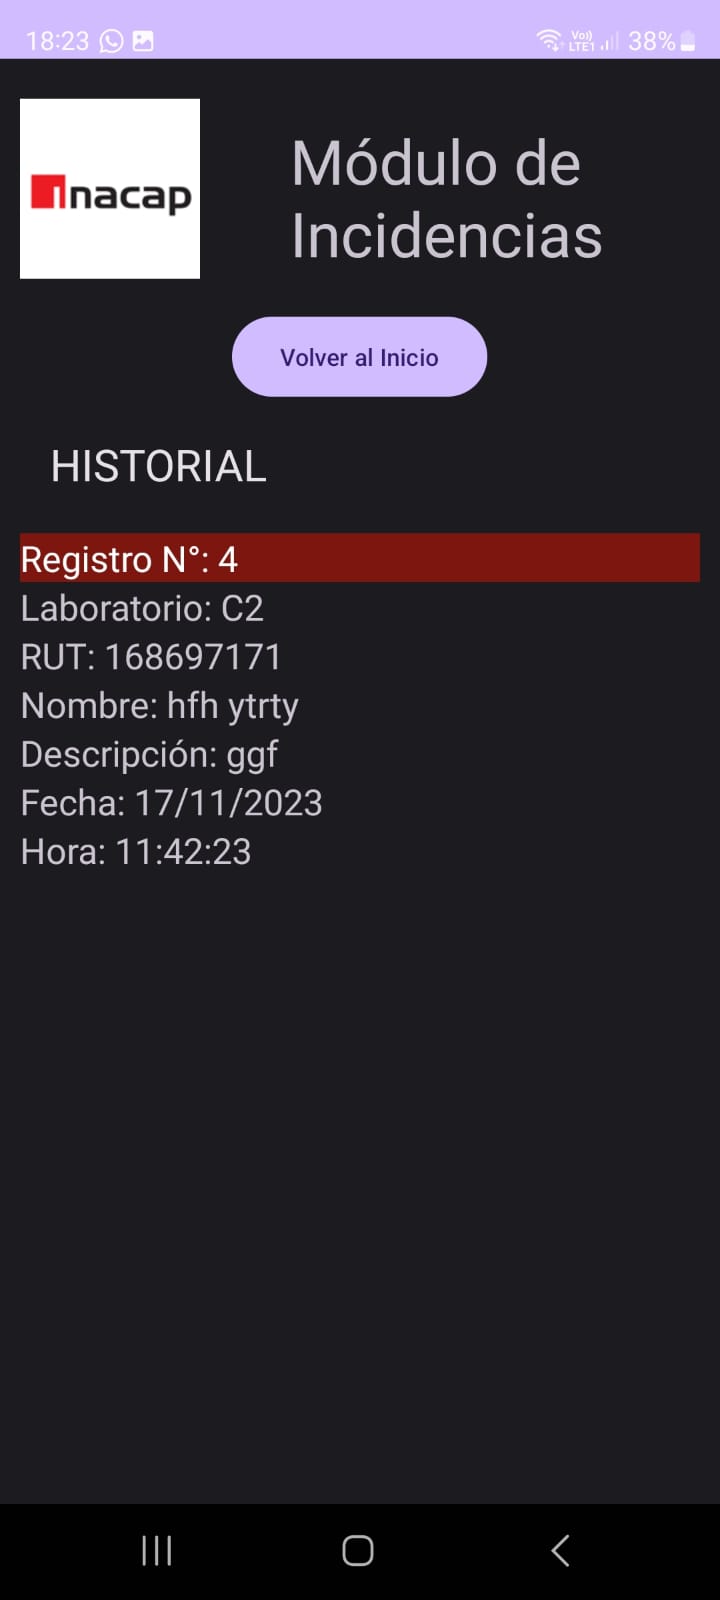 18:23
Vo))
LTE1
38%
ınacap
Módulo de
Incidencias
Volver al Inicio
HISTORIAL
Registro N°: 4
Laboratorio: C2
RUT: 168697171
Nombre: hfh ytrty
Descripción: ggf
Fecha: 17/11/2023
Hora: 11:42:23